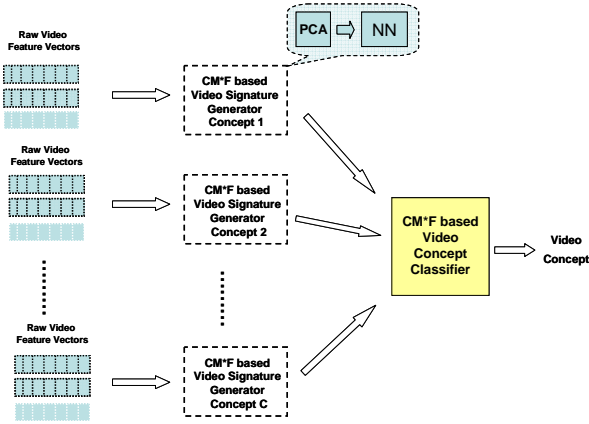 PCA
NN
Raw Video
Feature Vectors
CM*F based
Video Signature
Generator
Concept 1
Raw Video
Feature Vectors
CM*F based
Video Signature
Generator
Concept 2
CM*F based
Video
Concept
Classifier
Video
Concept
Raw Video
Feature Vectors
CM*F based
Video Signature
Generator
Concept C